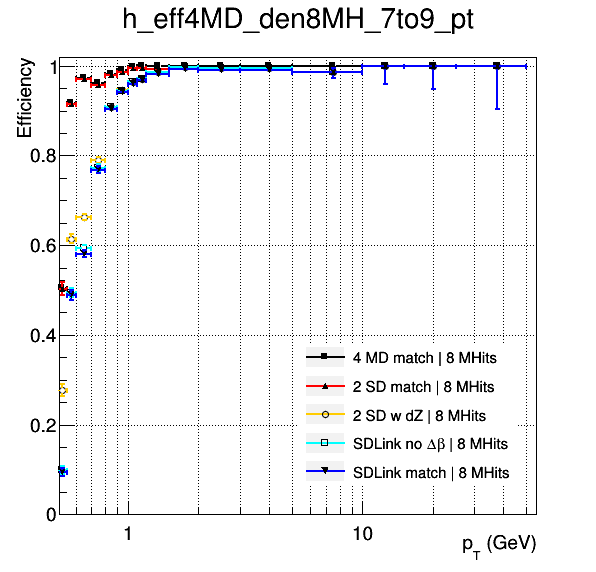 h_eff4MD_den8MH_7to9_pt
Efficiency
1
0.8
0.6
0.4
0.2
0
4 MD match | 8 MHits
2 SD match | 8 MHits
2 SD w dZ | 8 MHits
SDLink no Δβ | 8 MHits
SDLink match | 8 MHits
1 10
p_T (GeV)